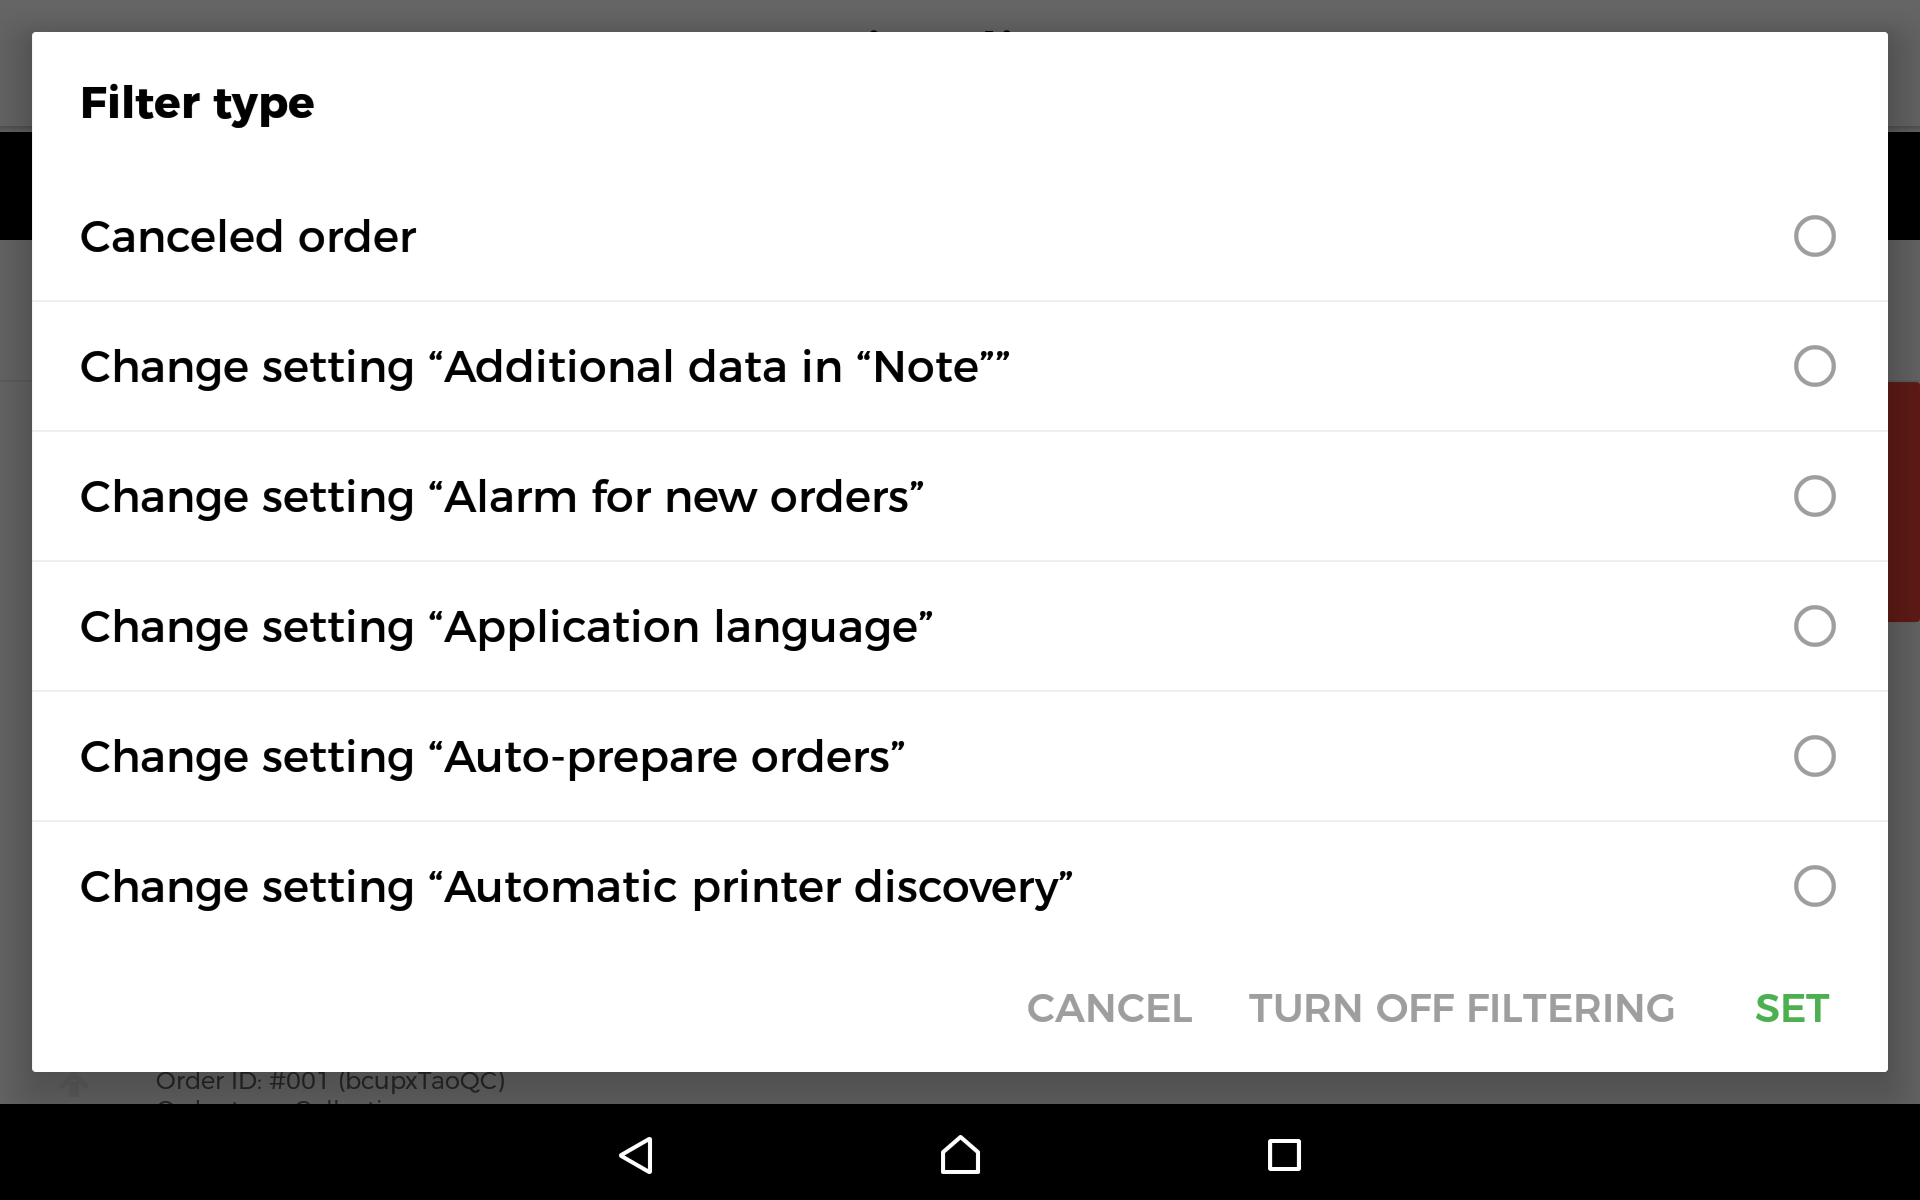 Filter type
Canceled order
Change setting “Additional data in “Note””
Change setting “Alarm for new orders”
Change setting “Application language”
Change setting “Auto-prepare orders”
Change setting “Automatic printer discovery”
CANCEL TURN OFF FILTERING SET
Order ID: #001 (bcupxTaoQC)